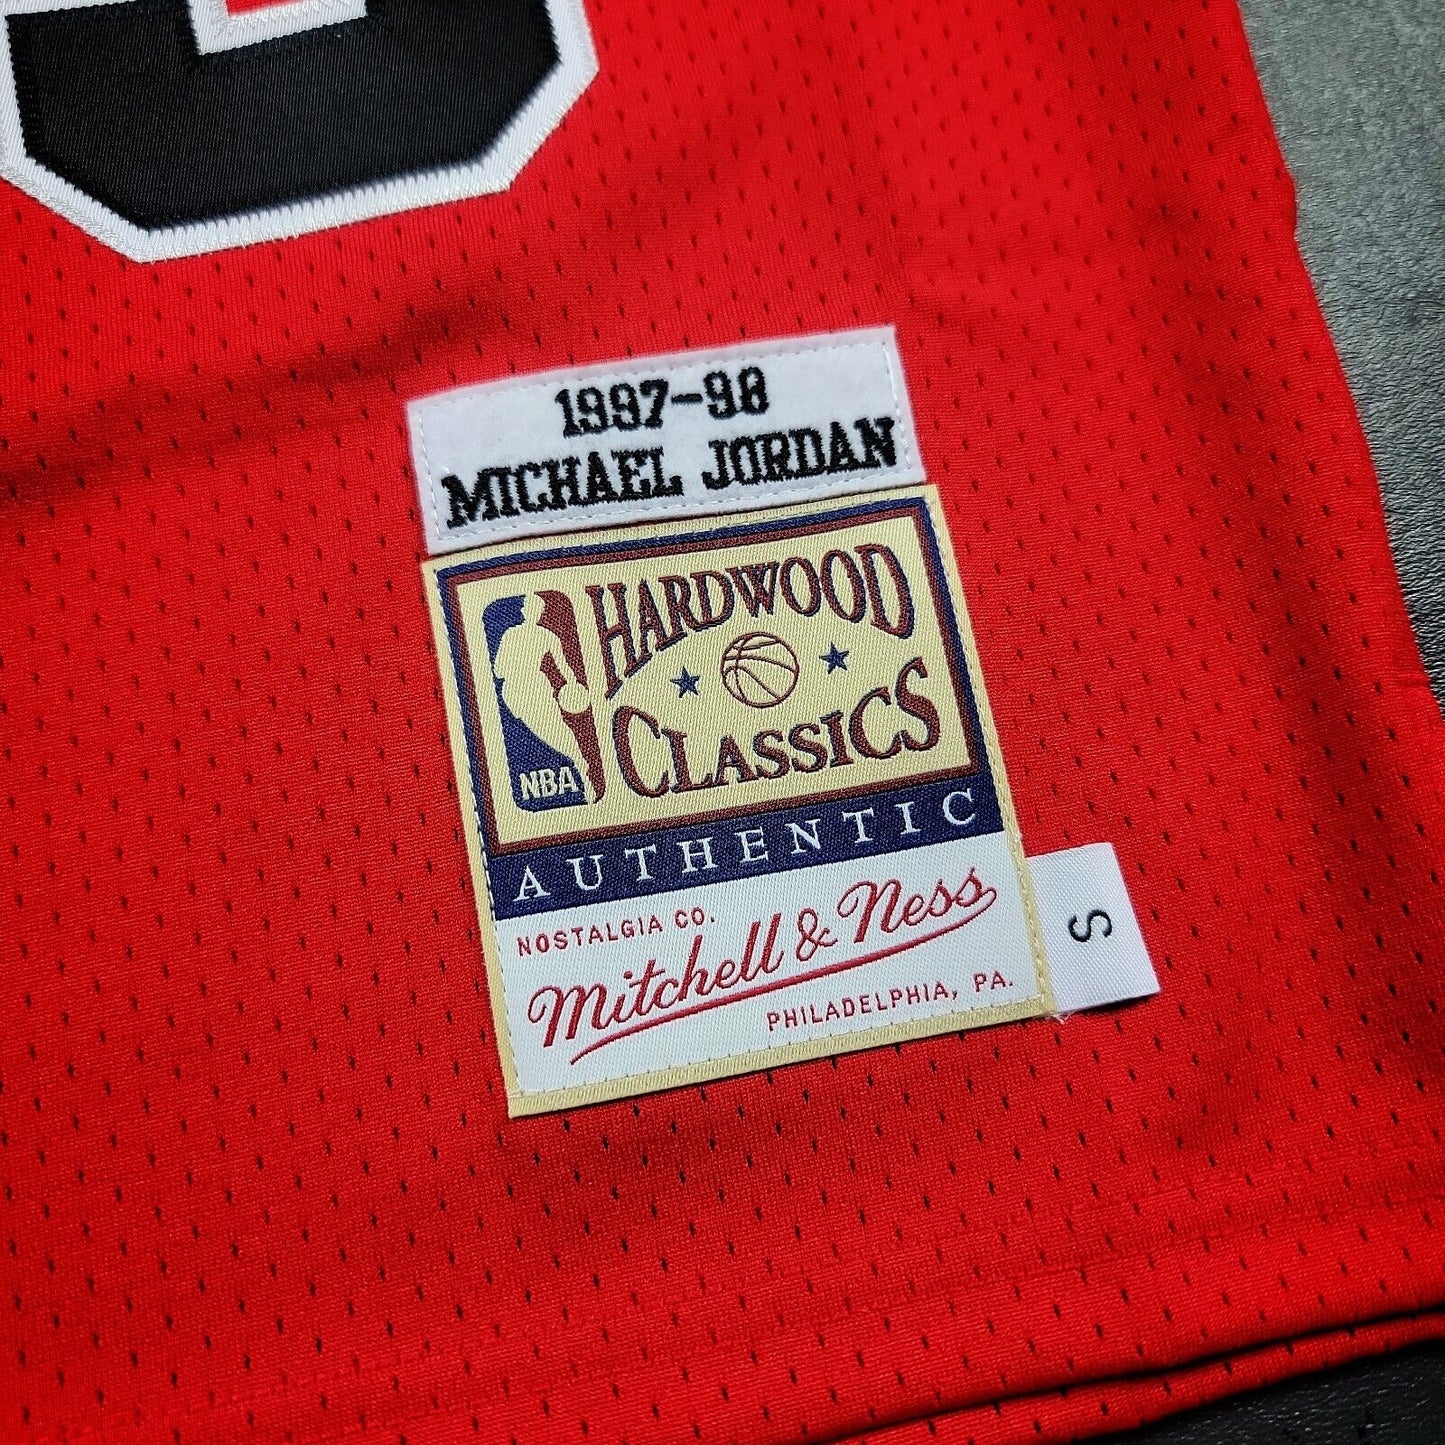 1997-98
MICHAEL JORDAN
HARDWOOD
CLASSICS
NBA
AUTHENTIC
NOSTALGIA CO.
Mitchell & Ness
PHILADELPHIA, PA.
S